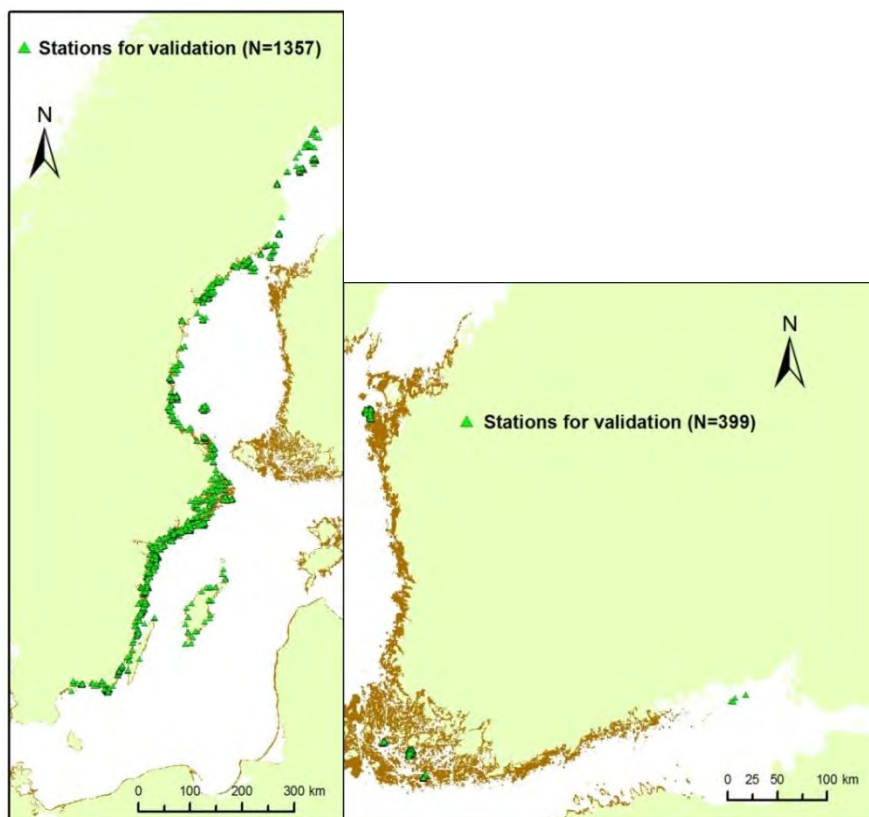 ▲ Stations for validation (N=1357)
N
0 100 200 300 km
N
▲ Stations for validation (N=399)
0 25 50 100 km